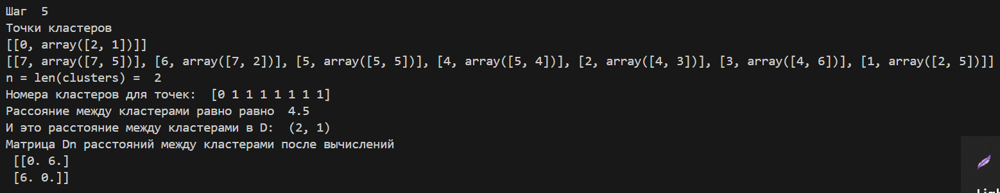 Шаг  5
Точки кластеров
[[0, array([2, 1])]]
[[7, array([7, 5])], [6, array([7, 2])], [5, array([5, 5])], [4, array([5, 4])], [2, array([4, 3])], [3, array([4, 6])], [1, array([2, 5])]]
n = len(clusters) =  2
Номера кластеров для точек:  [0 1 1 1 1 1 1 1]
Рассояние между кластерами равно равно  4.5
И это расстояние между кластерами в D:  (2, 1)
Матрица Dn расстояний между кластерами после вычислений
[[0. 6.]
[6. 0.]]